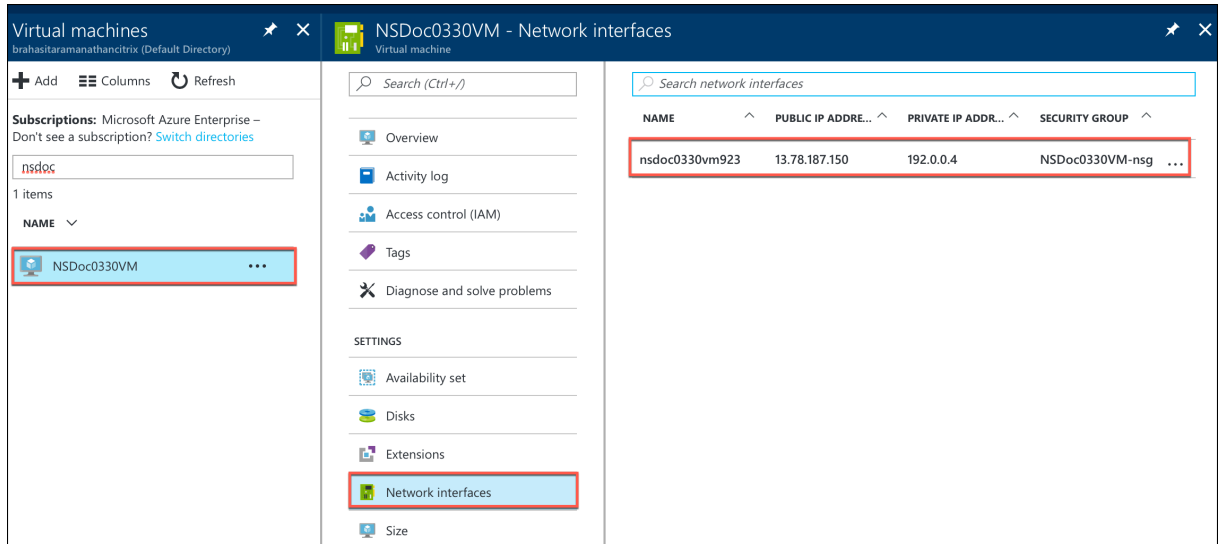 Virtual machines
brahasitaramanathancitrix (Default Directory)
Add Columns Refresh
Subscriptions: Microsoft Azure Enterprise –
Don't see a subscription? Switch directories
nsdoc
1 items
NAME
NSDoc0330VM ...
NSDoc0330VM - Network interfaces
Virtual machine
Search (Ctrl+/)
Overview
Activity log
Access control (IAM)
Tags
Diagnose and solve problems
SETTINGS
Availability set
Disks
Extensions
Network interfaces
Size
Search network interfaces
NAME PUBLIC IP ADDRE... PRIVATE IP ADDR... SECURITY GROUP
nsdoc0330vm923 13.78.187.150 192.0.0.4 NSDoc0330VM-nsg ...